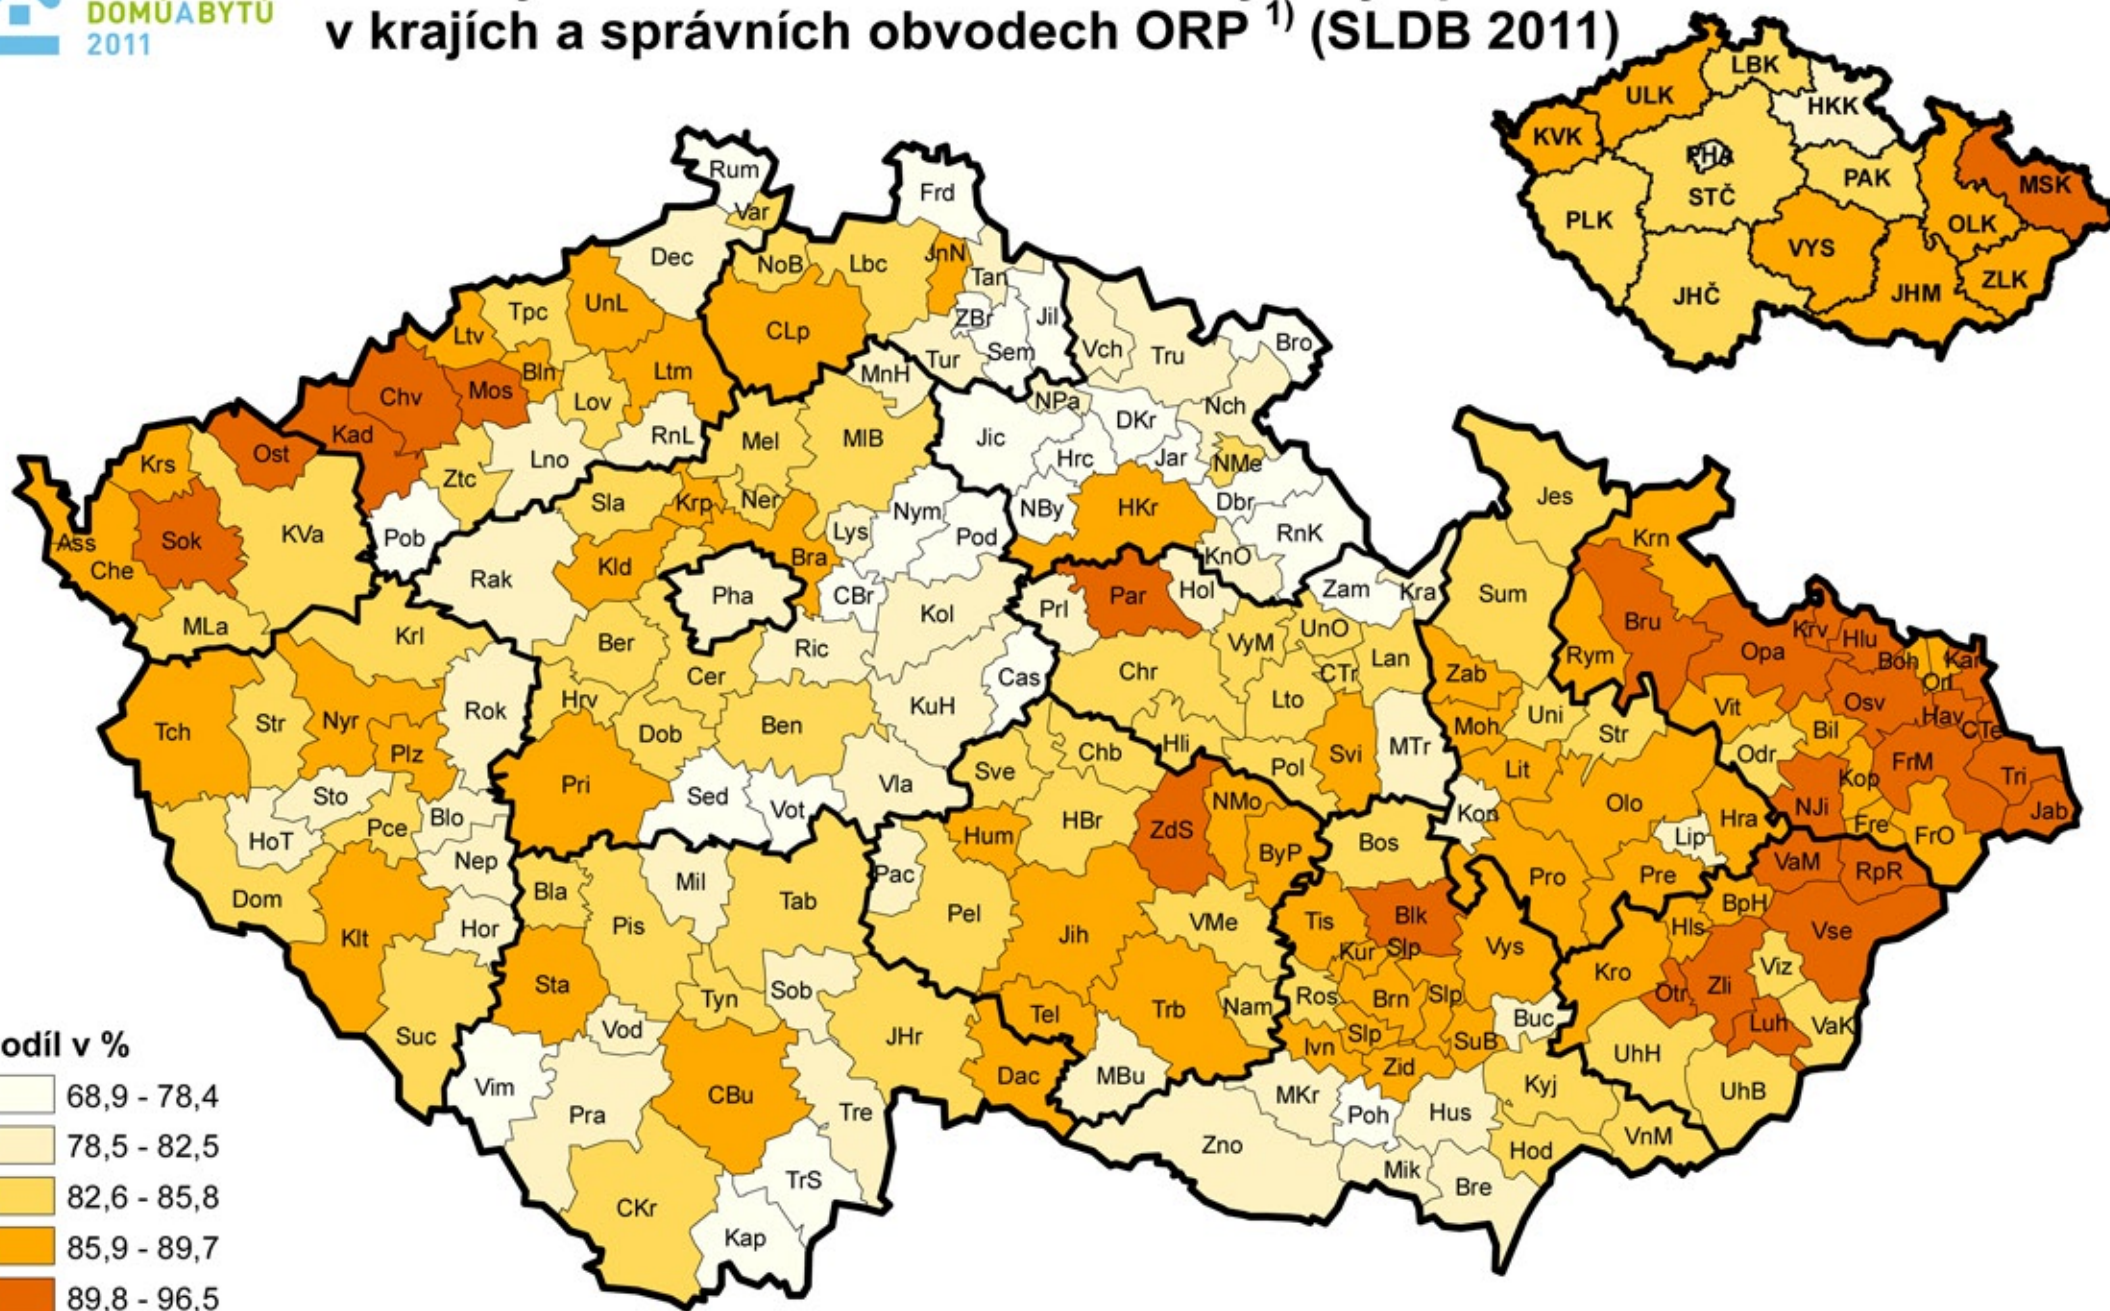 DOMŮABYTŮ
2011
v krajích a správních obvodech ORP 1) (SLDB 2011)
LBK
ULK
HKK
KVK
PHA
PAK
MSK
STČ
PLK
OLK
VYS
ZLK
JHČ
JHM
Rum
Frd
Var
Dec
NoB
Lbc
JnN
Tan
UnL
Tpc
ZBr
Jil
CLp
Ltv
Sem
Vch
Tru
Bro
Tur
Bln
Ltm
MnH
Chv
Mos
Lov
NPa
Nch
DKr
Kad
RnL
Mel
MlB
Jic
Hrc
Jar
NMe
Ost
Krs
Lno
Ztc
Sla
Krp
Ner
Nym
NBy
HKr
Dbr
Jes
Lys
Pob
KVa
Sok
Ass
Che
Pod
RnK
Krn
Bra
KnO
Kld
Rak
Pha
CBr
Par
Hol
Zam
Kra
Sum
Prl
Kol
MLa
Krl
Ber
Ric
VyM
UnO
Bru
Krv
Hlu
Opa
Boh
Kar
Rym
Lan
CTr
Zab
Orl
Cer
Cas
Chr
Hrv
Lto
KuH
Osv
Hav
Vit
CTe
Bil
Tch
Str
Nyr
Rok
Dob
Ben
Moh
Uni
Str
MTr
Svi
Hli
Chb
Plz
Odr
FrM
Pri
Sve
Pol
Lit
Kop
Tri
Vla
Sed
Vot
Sto
Olo
NJi
Jab
NMo
HoT
Pce
Blo
Hum
HBr
ZdS
Kon
Hra
Fre
FrO
Lip
Bos
ByP
Nep
VaM
RpR
Pac
Mil
Bla
Pro
Pre
Dom
Tab
Pel
BpH
Blk
Tis
VMe
Hls
Vse
Pis
Hor
Klt
Jih
Kur
Slp
Vys
Kro
Viz
Zli
Otr
Sta
Sob
Tyn
Ros
Brn
Slp
Nam
Trb
Tel
Buc
Luh
VaK
Vod
Suc
JHr
Slp
SuB
Ivn
UhH
Zid
Dac
MBu
Vim
CBu
Kyj
UhB
MKr
Pra
Tre
Poh
Hus
VnM
Zno
Hod
Mik
Bre
TrS
CKr
Kap
odíl v %
68,9 - 78,4
78,5 - 82,5
82,6 - 85,8
85,9 - 89,7
89,8 - 96,5